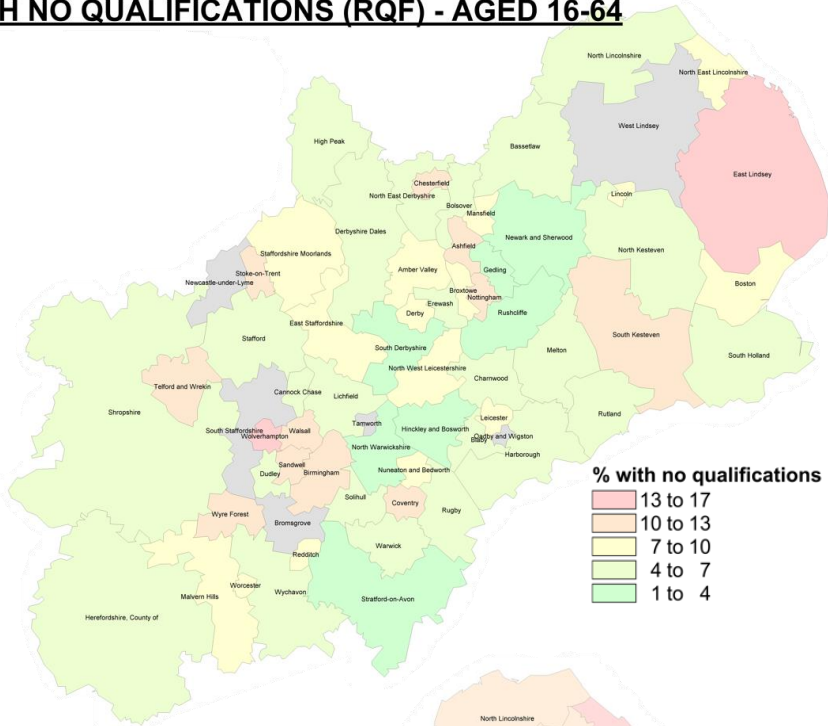 H NO QUALIFICATIONS (RQF) - AGED 16-64
North Lincolnshire
North East Lincolnshire
West Lindsey
High Peak
Bassetlaw
East Lindsey
Chesterfield
North East Derbyshire
Lincoln
Bolsover
Mansfield
Derbyshire Dales
Newark and Sherwood
Ashfield
North Kesteven
Staffordshire Moorlands
Amber Valley
Gedling
Stoke-on-Trent
Newcastle-under-Lyme
Boston
Broxtowe
Nottingham
Erewash
Derby
Rushcliffe
East Staffordshire
Stafford
South Kesteven
South Derbyshire
Melton
South Holland
North West Leicestershire
Charnwood
Telford and Wrekin
Cannock Chase
Lichfield
Shropshire
Rutland
Leicester
Tamworth
South Staffordshire
Walsall
Hinckley and Bosworth
Wolverhampton
Oadby and Wigston
Blaby
North Warwickshire
Harborough
Sandwell
Dudley
Birmingham
Nuneaton and Bedworth
Solihull
Coventry
Rugby
Wyre Forest
Bromsgrove
Warwick
Redditch
Worcester
Wychavon
Malvern Hills
Stratford-on-Avon
Herefordshire, County of
% with no qualifications
13 to 17
10 to 13
7 to 10
4 to 7
1 to 4
North Lincolnshire